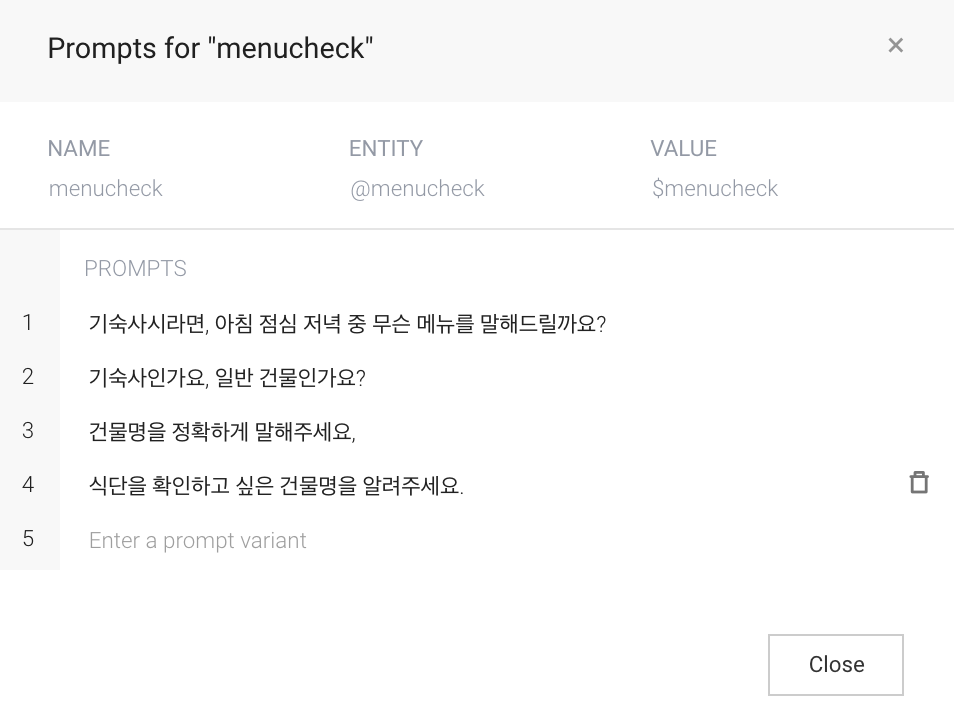 Prompts for "menucheck"
×
NAME ENTITY VALUE
menucheck @menucheck $menucheck
PROMPTS
1 기숙사시라면, 아침 점심 저녁 중 무슨 메뉴를 말해드릴까요?
2 기숙사인가요, 일반 건물인가요?
3 건물명을 정확하게 말해주세요,
4 식단을 확인하고 싶은 건물명을 알려주세요.
5 Enter a prompt variant
Close